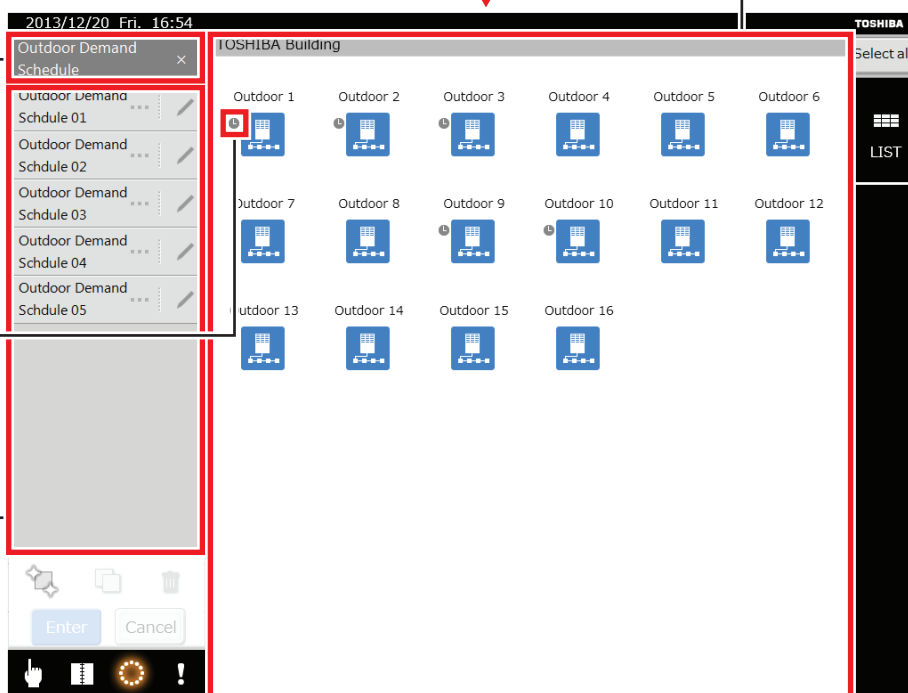 2013/12/20 Fri. 16:54
TOSHIBA
Outdoor Demand
Schedule
×
TOSHIBA Building
Select al
Outdoor Demand
Schdule 01
Outdoor Demand
Schdule 02
Outdoor Demand
Schdule 03
Outdoor Demand
Schdule 04
Outdoor Demand
Schdule 05
Outdoor 1 Outdoor 2 Outdoor 3 Outdoor 4 Outdoor 5 Outdoor 6
Outdoor 7 Outdoor 8 Outdoor 9 Outdoor 10 Outdoor 11 Outdoor 12
Outdoor 13 Outdoor 14 Outdoor 15 Outdoor 16
LIST
Enter Cancel